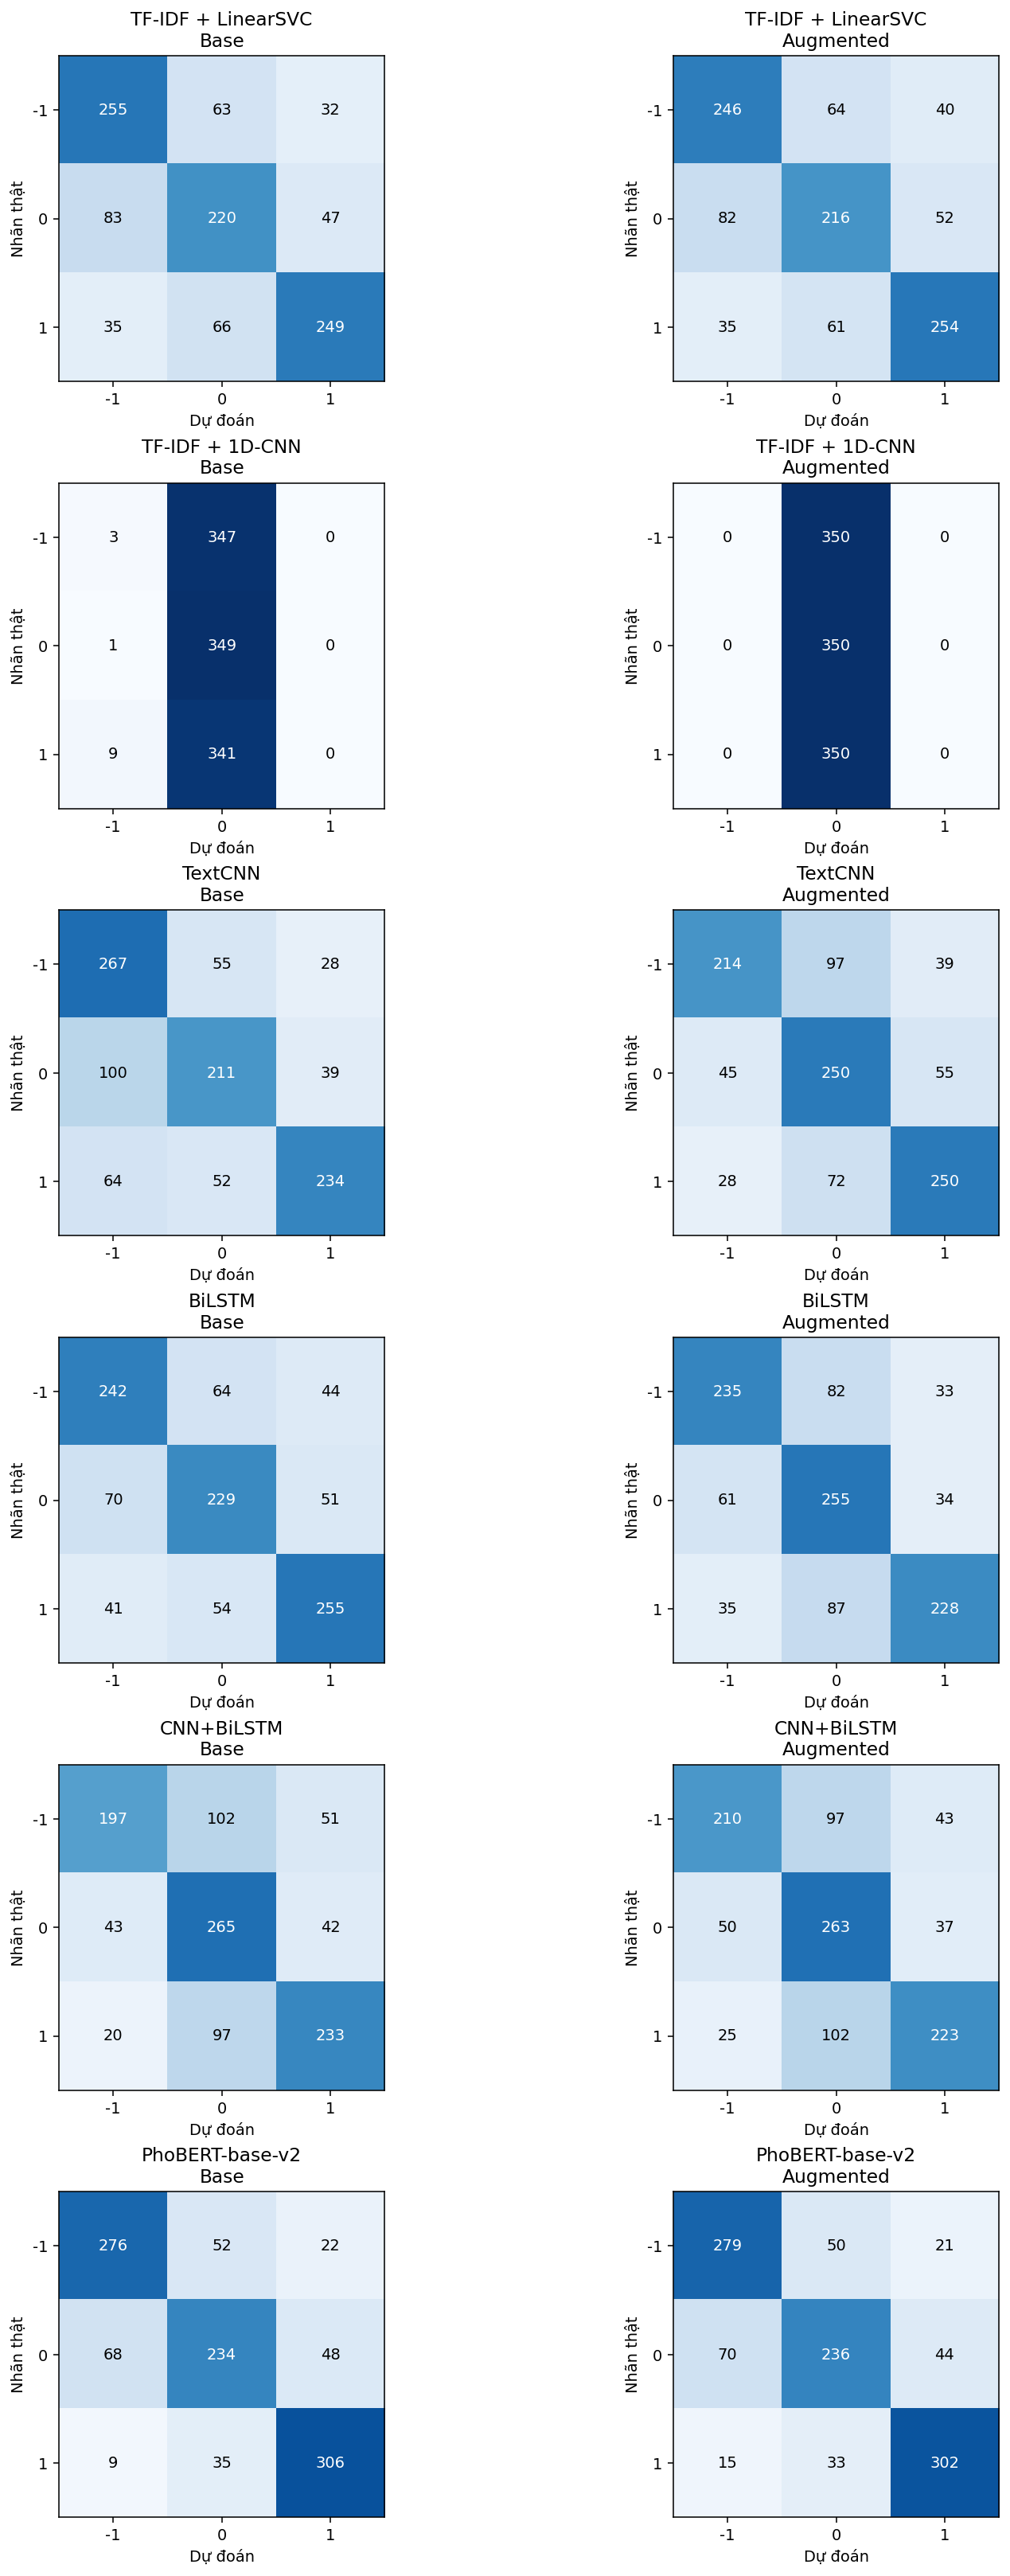 TF-IDF + LinearSVC
Base
TF-IDF + LinearSVC
Augmented
-1 255 63 32
-1 246 64 40
0 83 220 47
0 82 216 52
1 35 66 249
1 35 61 254
Nhãn thật
Nhãn thật
-1 0 1
-1 0 1
Dự đoán
Dự đoán
TF-IDF + 1D-CNN
Base
TF-IDF + 1D-CNN
Augmented
-1 3 347 0
-1 0 350 0
0 1 349 0
0 0 350 0
1 9 341 0
1 0 350 0
Nhãn thật
Nhãn thật
-1 0 1
-1 0 1
Dự đoán
Dự đoán
TextCNN
Base
TextCNN
Augmented
-1 267 55 28
-1 214 97 39
0 100 211 39
0 45 250 55
1 64 52 234
1 28 72 250
Nhãn thật
Nhãn thật
-1 0 1
-1 0 1
Dự đoán
Dự đoán
BiLSTM
Base
BiLSTM
Augmented
-1 242 64 44
-1 235 82 33
0 70 229 51
0 61 255 34
1 41 54 255
1 35 87 228
Nhãn thật
Nhãn thật
-1 0 1
-1 0 1
Dự đoán
Dự đoán
CNN+BiLSTM
Base
CNN+BiLSTM
Augmented
-1 197 102 51
-1 210 97 43
0 43 265 42
0 50 263 37
1 20 97 233
1 25 102 223
Nhãn thật
Nhãn thật
-1 0 1
-1 0 1
Dự đoán
Dự đoán
PhoBERT-base-v2
Base
PhoBERT-base-v2
Augmented
-1 276 52 22
-1 279 50 21
0 68 234 48
0 70 236 44
1 9 35 306
1 15 33 302
Nhãn thật
Nhãn thật
-1 0 1
-1 0 1
Dự đoán
Dự đoán